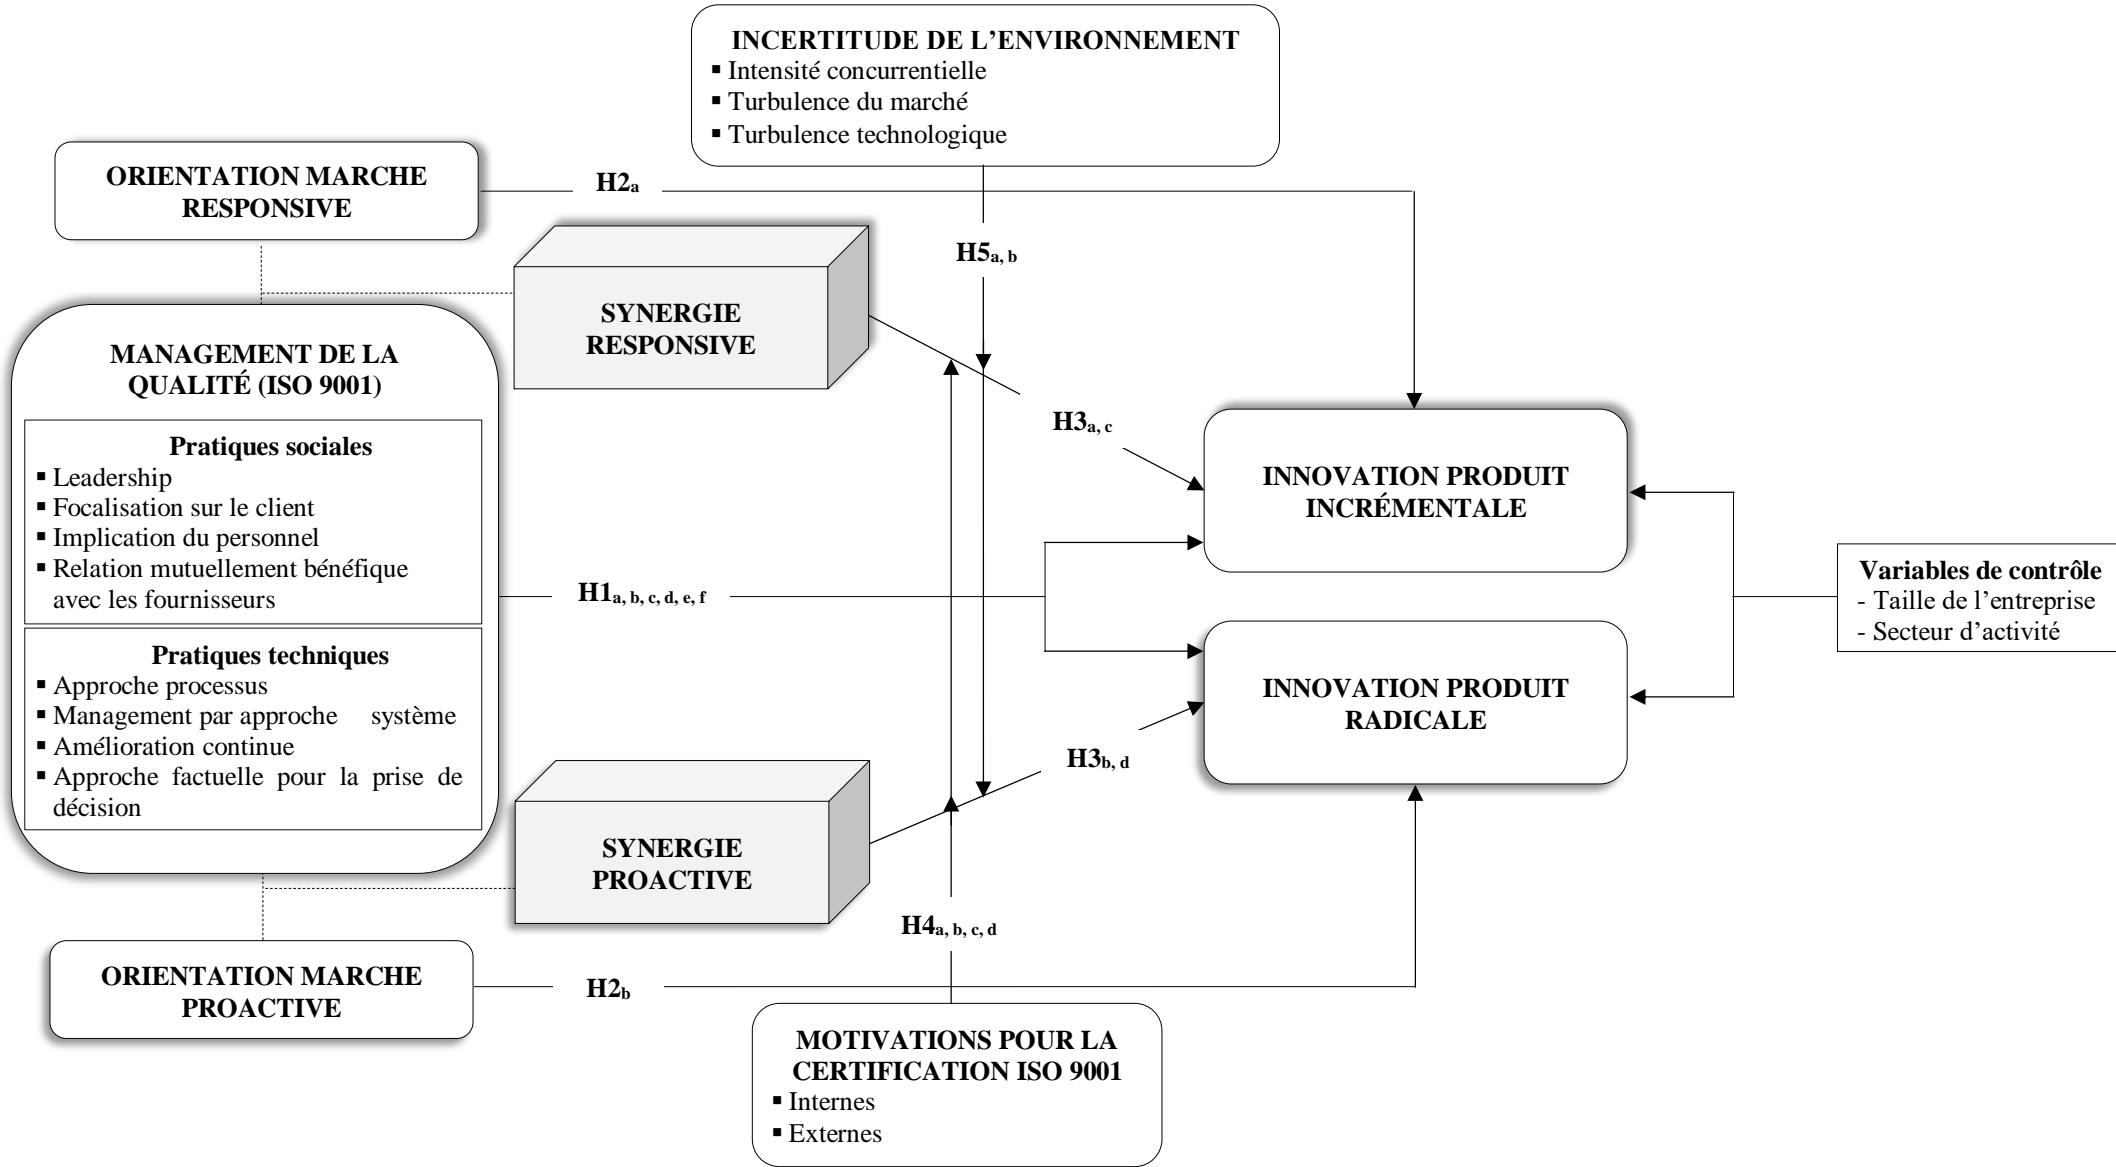 INCERTITUDE DE L’ENVIRONNEMENT
▪ Intensité concurrentielle
▪ Turbulence du marché
▪ Turbulence technologique
ORIENTATION MARCHE
RESPONSIVE
H2a
H5a, b
SYNERGIE
RESPONSIVE
MANAGEMENT DE LA
QUALITÉ (ISO 9001)
Pratiques sociales
▪ Leadership
▪ Focalisation sur le client
▪ Implication du personnel
▪ Relation mutuellement bénéfique
avec les fournisseurs
Pratiques techniques
▪ Approche processus
▪ Management par approche système
▪ Amélioration continue
▪ Approche factuelle pour la prise de
décision
H3a, c
INNOVATION PRODUIT
INCRÉMENTALE
H1a, b, c, d, e, f
Variables de contrôle
- Taille de l’entreprise
- Secteur d’activité
INNOVATION PRODUIT
RADICALE
H3b, d
SYNERGIE
PROACTIVE
H4a, b, c, d
ORIENTATION MARCHE
PROACTIVE
H2b
MOTIVATIONS POUR LA
CERTIFICATION ISO 9001
▪ Internes
▪ Externes